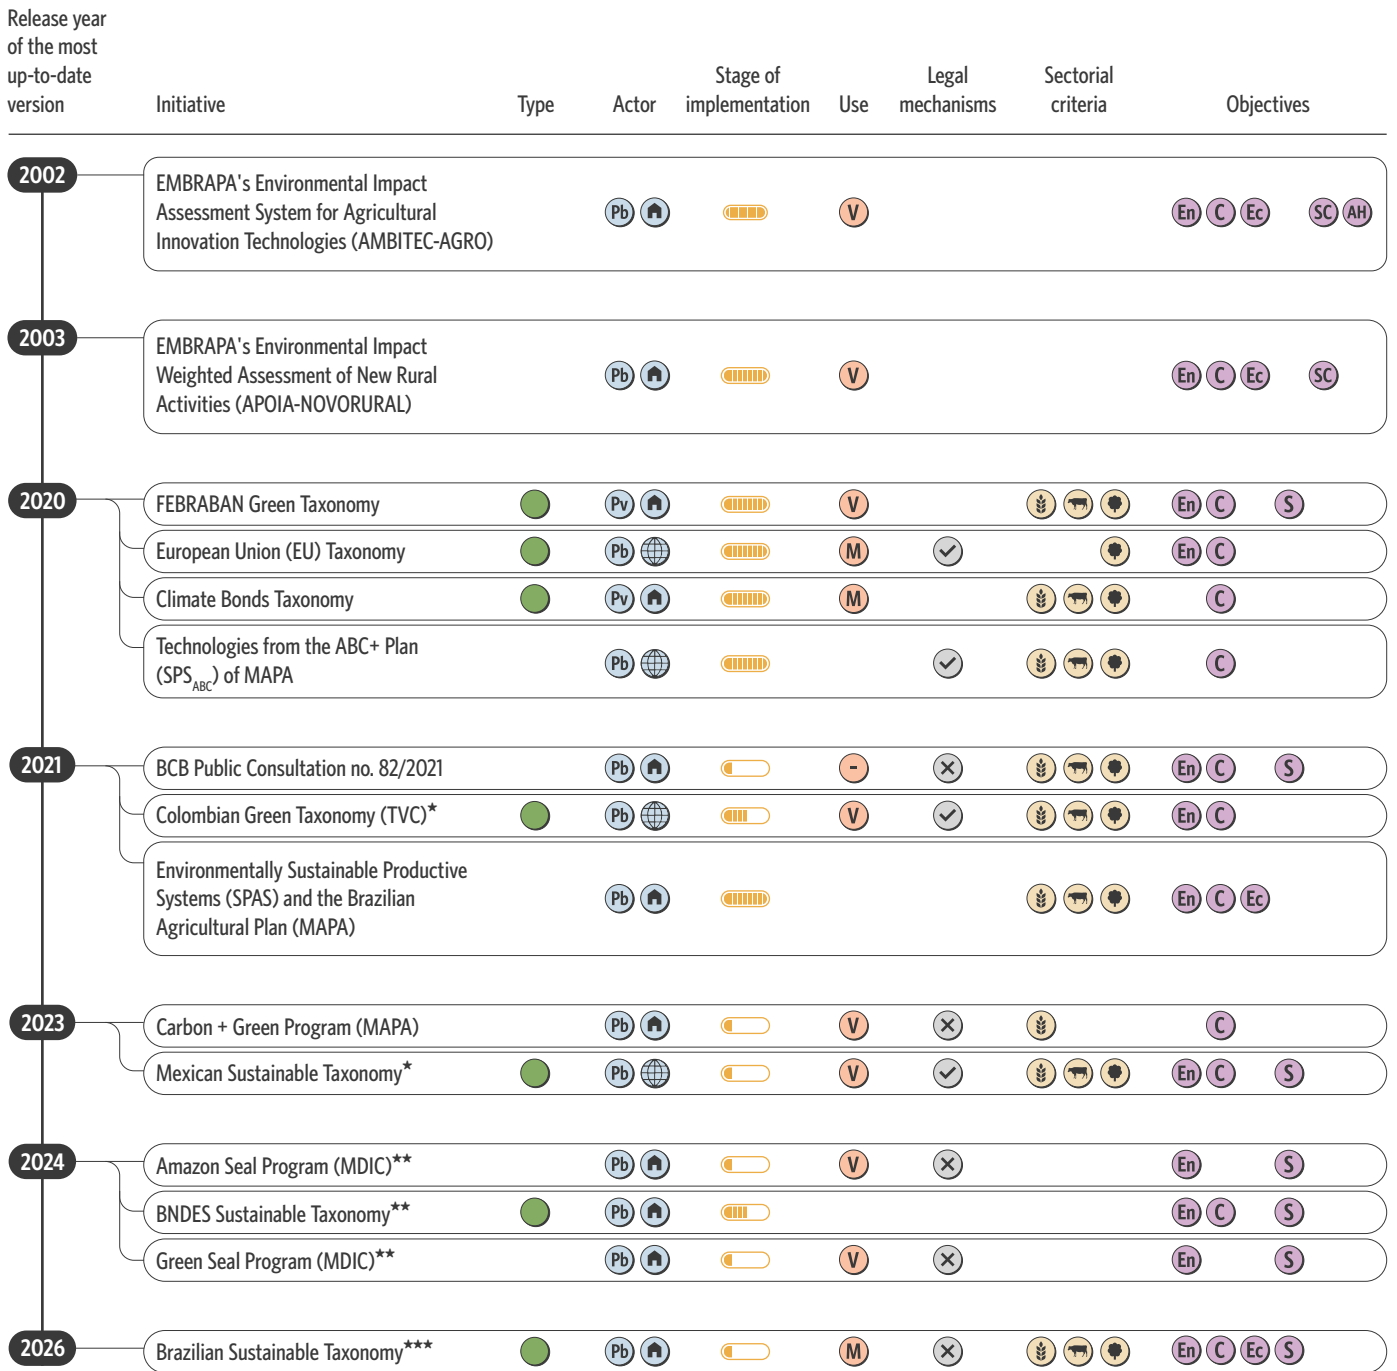 Release year
of the most
up-to-date
version
Initiative
Type
Actor
Stage of
implementation
Use
Legal
mechanisms
Sectorial
criteria
Objectives
2002
EMBRAPA's Environmental Impact
Assessment System for Agricultural
Innovation Technologies (AMBITEC-AGRO)
Pb V En C Ec SC AH
2003
EMBRAPA's Environmental Impact
Weighted Assessment of New Rural
Activities (APOIA-NOVORURAL)
Pb V En C Ec SC
2020
FEBRABAN Green Taxonomy Pv V En C S
European Union (EU) Taxonomy Pb M En C
Climate Bonds Taxonomy Pv M C
Technologies from the ABC+ Plan
(SPS ABC) of MAPA
Pb C
2021
BCB Public Consultation no. 82/2021 Pb - En C S
Colombian Green Taxonomy (TVC)★ Pb V En C
Environmentally Sustainable Productive
Systems (SPAS) and the Brazilian
Agricultural Plan (MAPA)
Pb En C Ec
2023
Carbon + Green Program (MAPA) Pb V C
Mexican Sustainable Taxonomy★ Pb V En C S
2024
Amazon Seal Program (MDIC)★★ Pb V En S
BNDES Sustainable Taxonomy★★ Pb En C S
Green Seal Program (MDIC)★★ Pb V En S
2026
Brazilian Sustainable Taxonomy★★★ Pb M En C Ec S